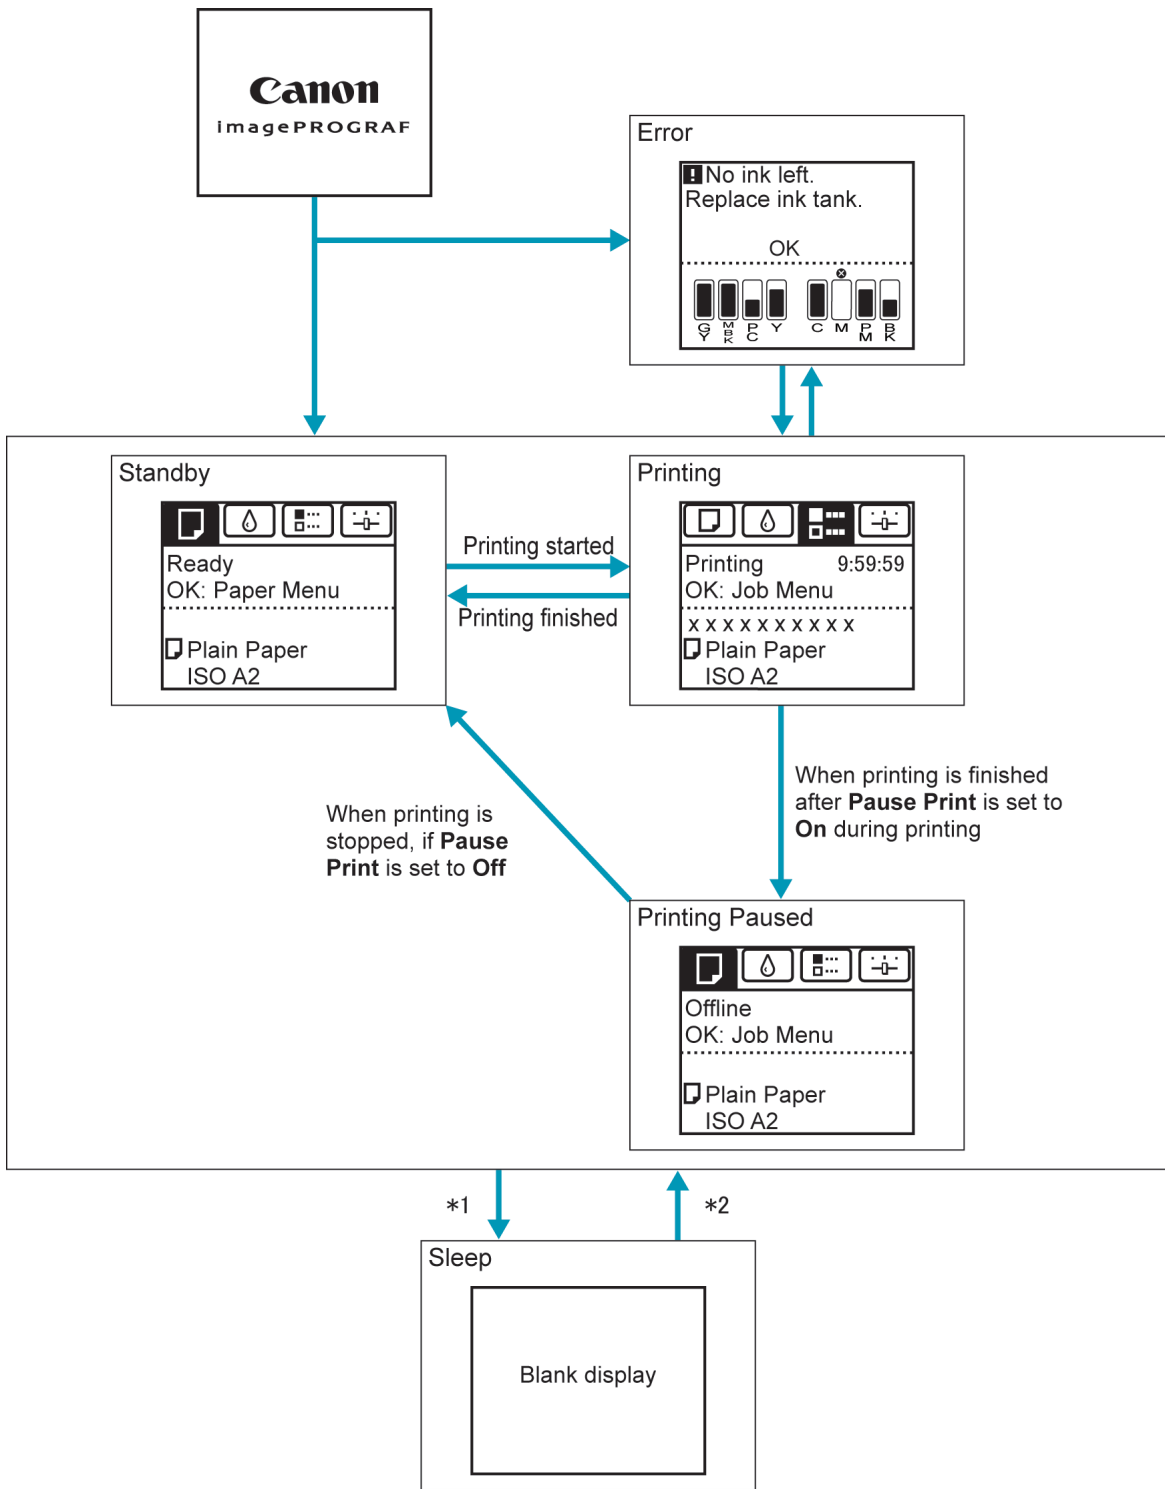 Canon
imagePROGRAF
Error
No ink left.
Replace ink tank.
OK
GY MBK PC Y C M PM BK
Standby
Ready
OK: Paper Menu
Plain Paper
ISO A2
Printing started
Printing finished
Printing
Printing 9:59:59
OK: Job Menu
x x x x x x x x x x
Plain Paper
ISO A2
When printing is finished
after Pause Print is set to
On during printing
When printing is
stopped, if Pause
Print is set to Off
Printing Paused
Offline
OK: Job Menu
Plain Paper
ISO A2
*1
*2
Sleep
Blank display